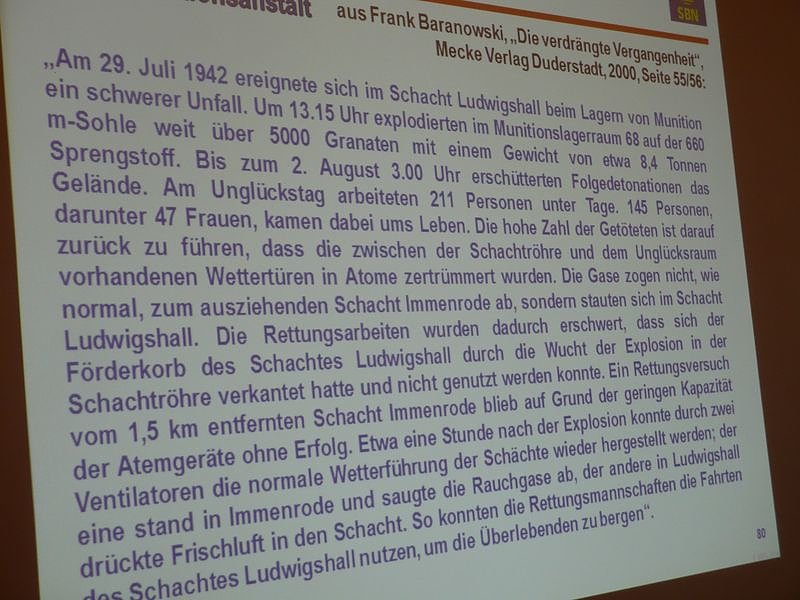 aus Frank Baranowski, „Die verdrängte Vergangenheit“,
SBN
Mecke Verlag Duderstadt, 2000, Seite 55/56:
„Am 29. Juli 1942 ereignete sich im Schacht Ludwigshall beim Lagern von Munition
ein schwerer Unfall. Um 13.15 Uhr explodierten im Munitionslagerraum 68 auf der 660
m-Sohle weit über 5000 Granaten mit einem Gewicht von etwa 8,4 Tonnen
Sprengstoff. Bis zum 2. August 3.00 Uhr erschütterten Folgedetonationen das
Gelände. Am Unglückstag arbeiteten 211 Personen unter Tage. 145 Personen,
darunter 47 Frauen, kamen dabei ums Leben. Die hohe Zahl der Getöteten ist darauf
zurück zu führen, dass die zwischen der Schachtröhre und dem Unglücksraum
vorhandenen Wettertüren in Atome zertrümmert wurden. Die Gase zogen nicht, wie
normal, zum ausziehenden Schacht Immenrode ab, sondern stauten sich im Schacht
Ludwigshall. Die Rettungsarbeiten wurden dadurch erschwert, dass sich der
Förderkorb des Schachtes Ludwigshall durch die Wucht der Explosion in der
Schachtröhre verkantet hatte und nicht genutzt werden konnte. Ein Rettungsversuch
vom 1,5 km entfernten Schacht Immenrode blieb auf Grund der geringen Kapazität
der Atemgeräte ohne Erfolg. Etwa eine Stunde nach der Explosion konnte durch zwei
Ventilatoren die normale Wetterführung der Schächte wieder hergestellt werden; der
eine stand in Immenrode und saugte die Rauchgase ab, der andere in Ludwigshall
drückte Frischluft in den Schacht. So konnten die Rettungsmannschaften die Fahrten
des Schachtes Ludwigshall nutzen, um die Überlebenden zu bergen“.
80